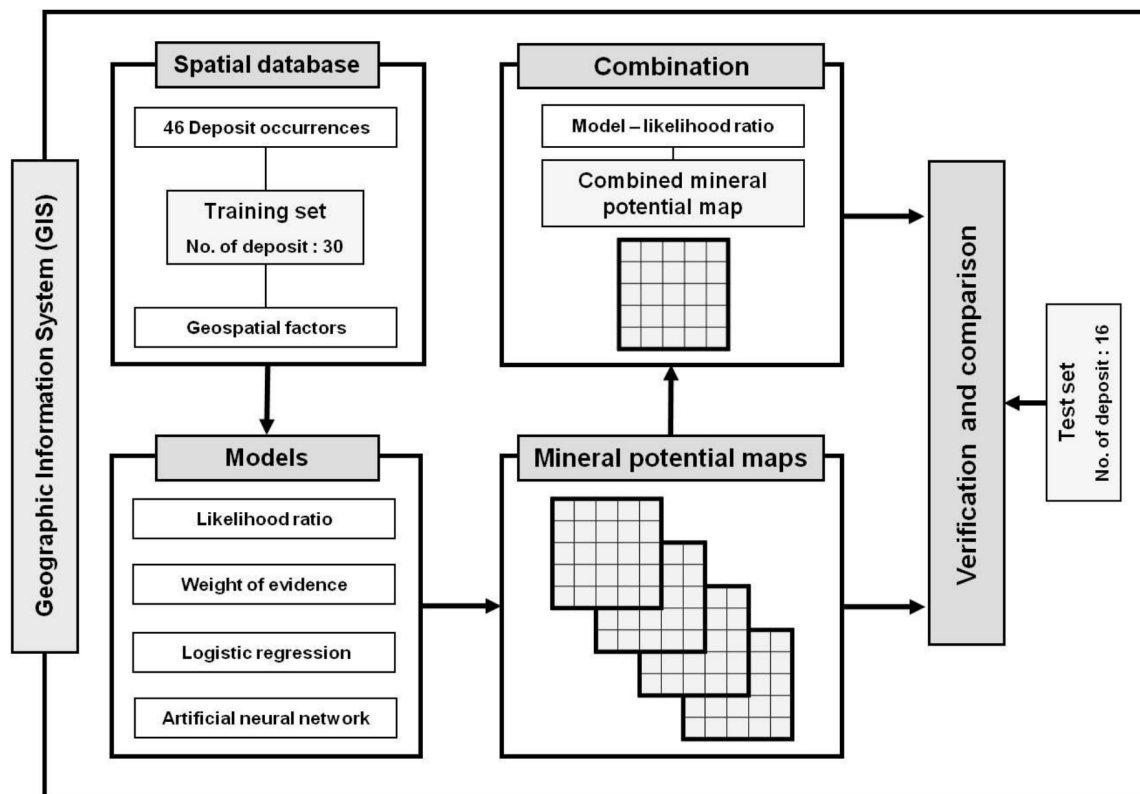 Geographic Information System (GIS)
Spatial database
46 Deposit occurrences
Training set
No. of deposit : 30
Geospatial factors
Models
Likelihood ratio
Weight of evidence
Logistic regression
Artificial neural network
Combination
Model – likelihood ratio
Combined mineral
potential map
Mineral potential maps
Verification and comparison
Test set
No. of deposit : 16